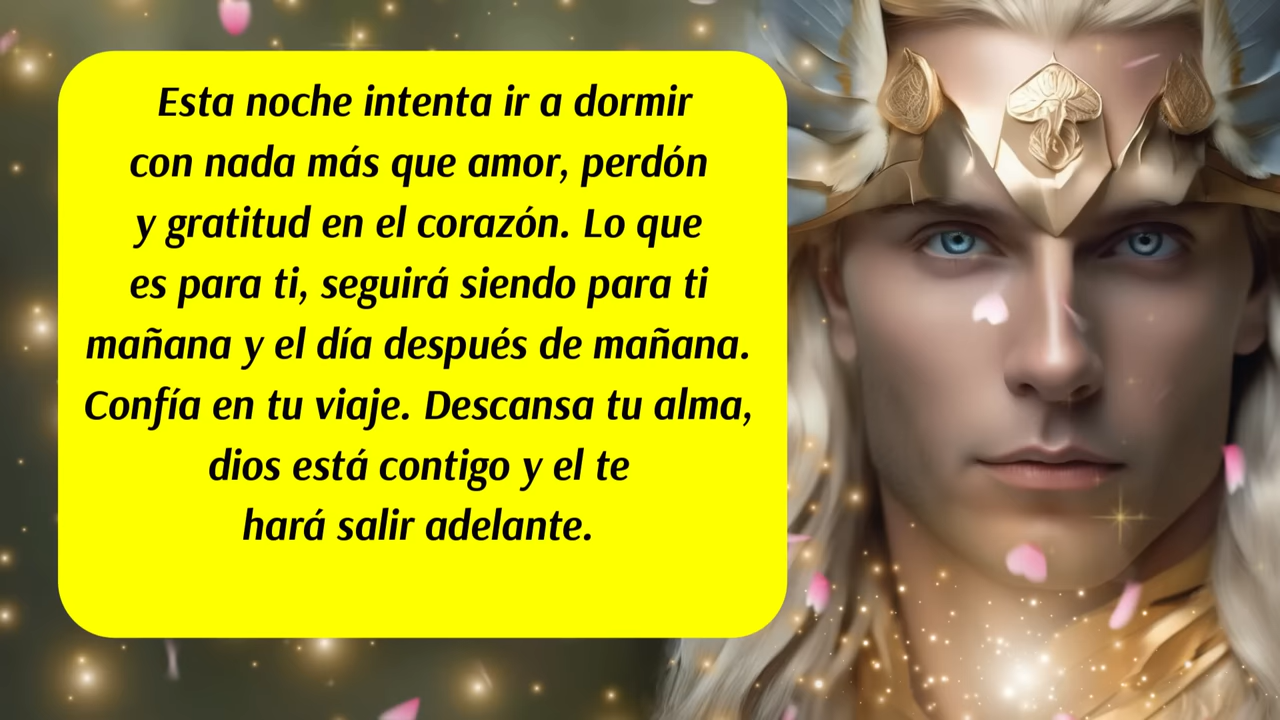 Esta noche intenta ir a dormir
con nada más que amor, perdón
y gratitud en el corazón. Lo que
es para ti, seguirá siendo para ti
mañana y el día después de mañana.
Confía en tu viaje. Descansa tu alma,
dios está contigo y el te
hará salir adelante.